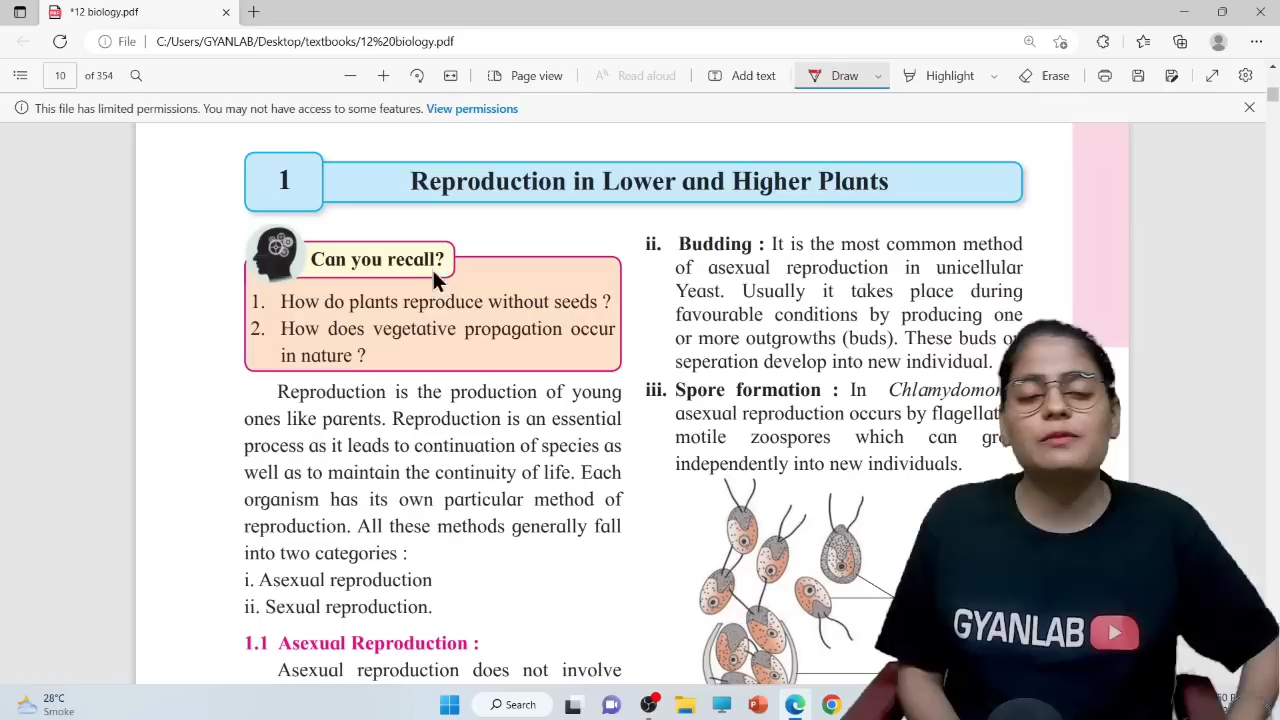 *12 biology.pdf
File
C:/Users/GYANLAB/Desktop/textbooks/12%20biology.pdf
10 of 354
Page view
Read aloud
Add text
Draw
Highlight
Erase
This file has limited permissions. You may not have access to some features. View permissions
1 Reproduction in Lower and Higher Plants
Can you recall?
1. How do plants reproduce without seeds ?
2. How does vegetative propagation occur
in nature ?
Reproduction is the production of young
ones like parents. Reproduction is an essential
process as it leads to continuation of species as
well as to maintain the continuity of life. Each
organism has its own particular method of
reproduction. All these methods generally fall
into two categories :
i. Asexual reproduction
ii. Sexual reproduction.
1.1 Asexual Reproduction :
Asexual reproduction does not involve
ii. Budding : It is the most common method
of asexual reproduction in unicellular
Yeast. Usually it takes place during
favourable conditions by producing one
or more outgrowths (buds). These buds
seperation develop into new individual.
iii. Spore formation : In
asexual reproduction occurs by
motile zoospores which can
independently into new individuals.
GYANLAB
28°C
Smoke
Search